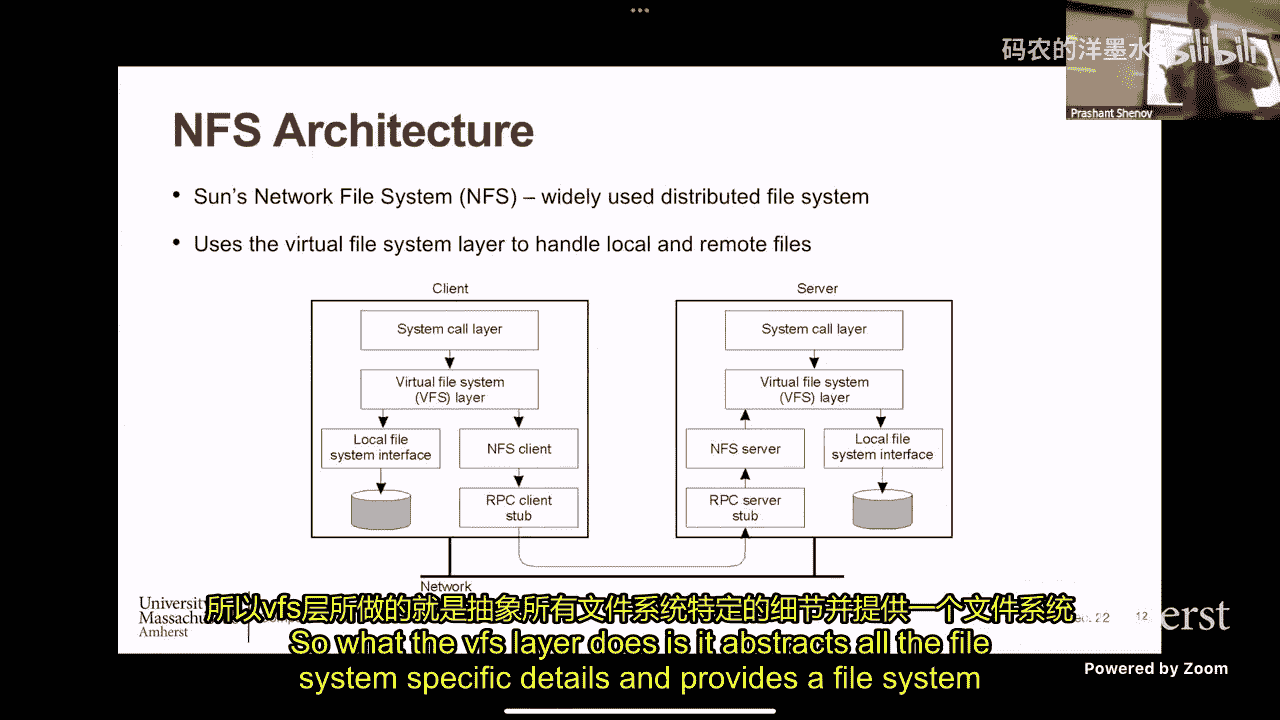 码农的洋墨水 bilibili
Prashant Shenoy
NFS Architecture
• Sun's Network File System (NFS) – widely used distributed file system
• Uses the virtual file system layer to handle local and remote files
Client
Server
System call layer
System call layer
Virtual file system
(VFS) layer
Virtual file system
(VFS) layer
Local file
system interface
NFS client
NFS server
Local file
system interface
RPC client
stub
RPC server
stub
Network
University
Massachu
Amherst
22
12
erst
所以vfs层所做的就是抽象所有文件系统特定的细节并提供一个文件系统
So what the vfs layer does is it abstracts all the file
system specific details and provides a file system
Powered by Zoom